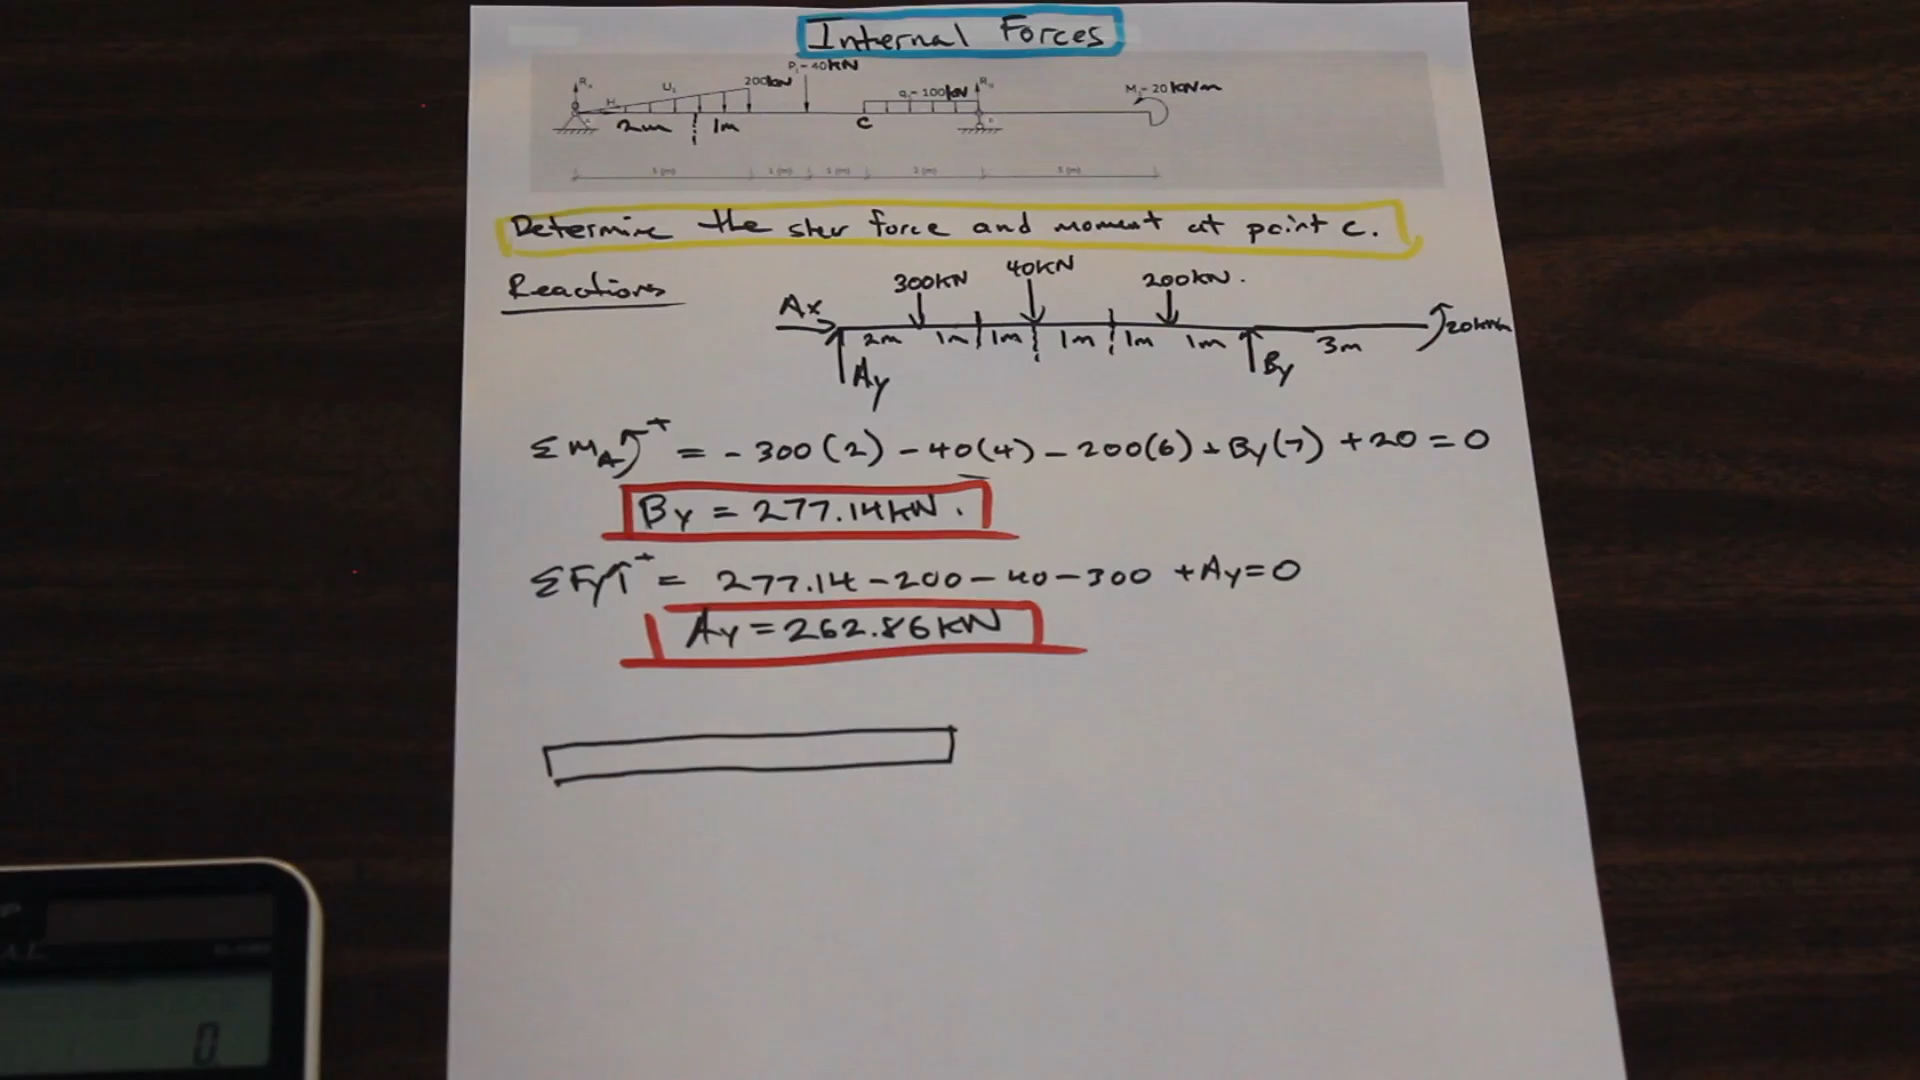 Internal Forces
P₁=40KN
200kN
U₁
q=100kN
M₁=20kNm
H
2m 1m
C
1 (m) 1 (m)
Determine the sher force and moment at point c.
Reactions
300KN 40KN 200KN.
Ax
2m 1m 1m 1m 1m 1m 3m
20kNm
Ay
By
ΣMA+ = -300(2) - 40(4) - 200(6) + By(7) + 20 = 0
By = 277.14KN.
ΣFy↑+ = 277.14 - 200 - 40 - 300 + Ay = 0
Ay = 262.86KN
0